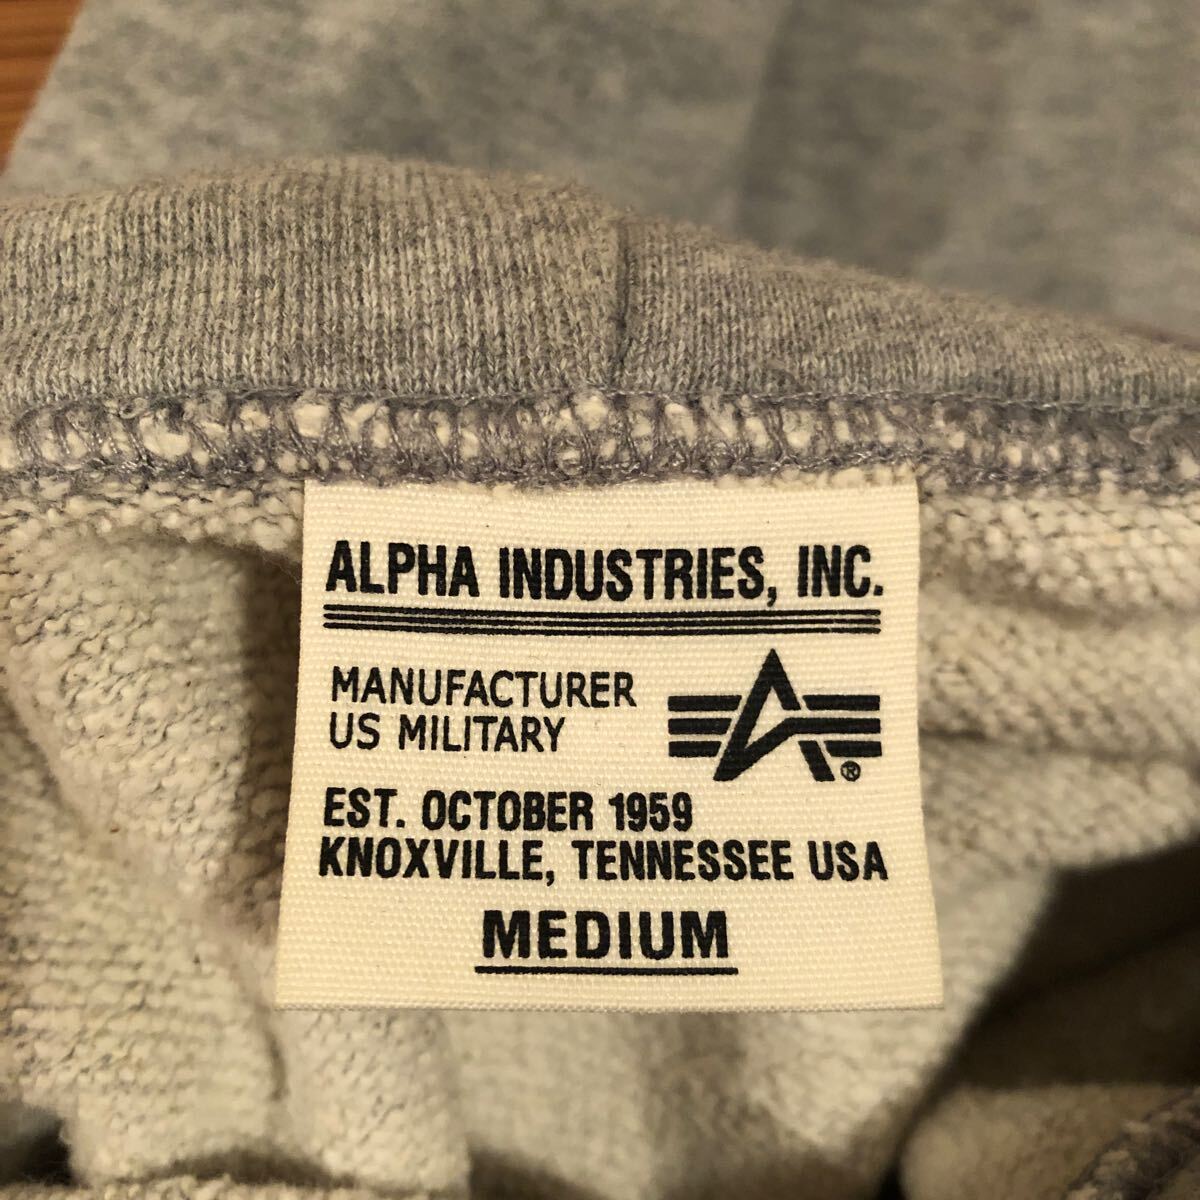 ALPHA INDUSTRIES, INC.
MANUFACTURER
US MILITARY
®
EST. OCTOBER 1959
KNOXVILLE, TENNESSEE USA
MEDIUM